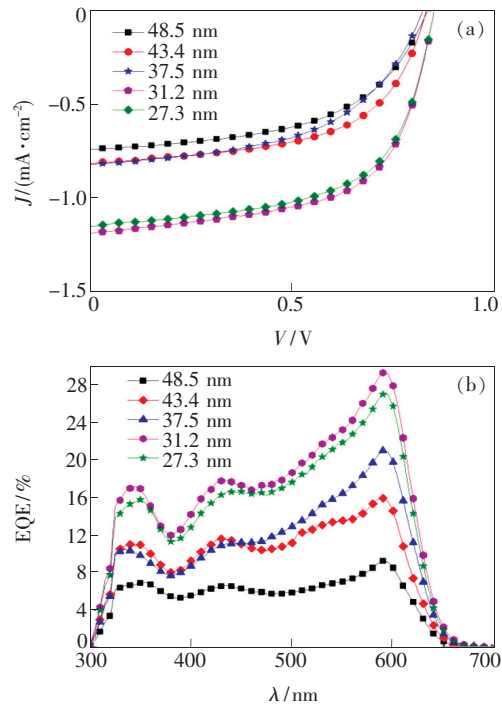 (a)
48.5 nm
43.4 nm
37.5 nm
31.2 nm
27.3 nm
0
−0.5
−1.0
−1.5
J/(mA·cm⁻²)
0
0.5
1.0
V/V
(b)
48.5 nm
43.4 nm
37.5 nm
31.2 nm
27.3 nm
28
24
20
16
12
8
4
0
EQE/%
300
400
500
600
700
λ/nm